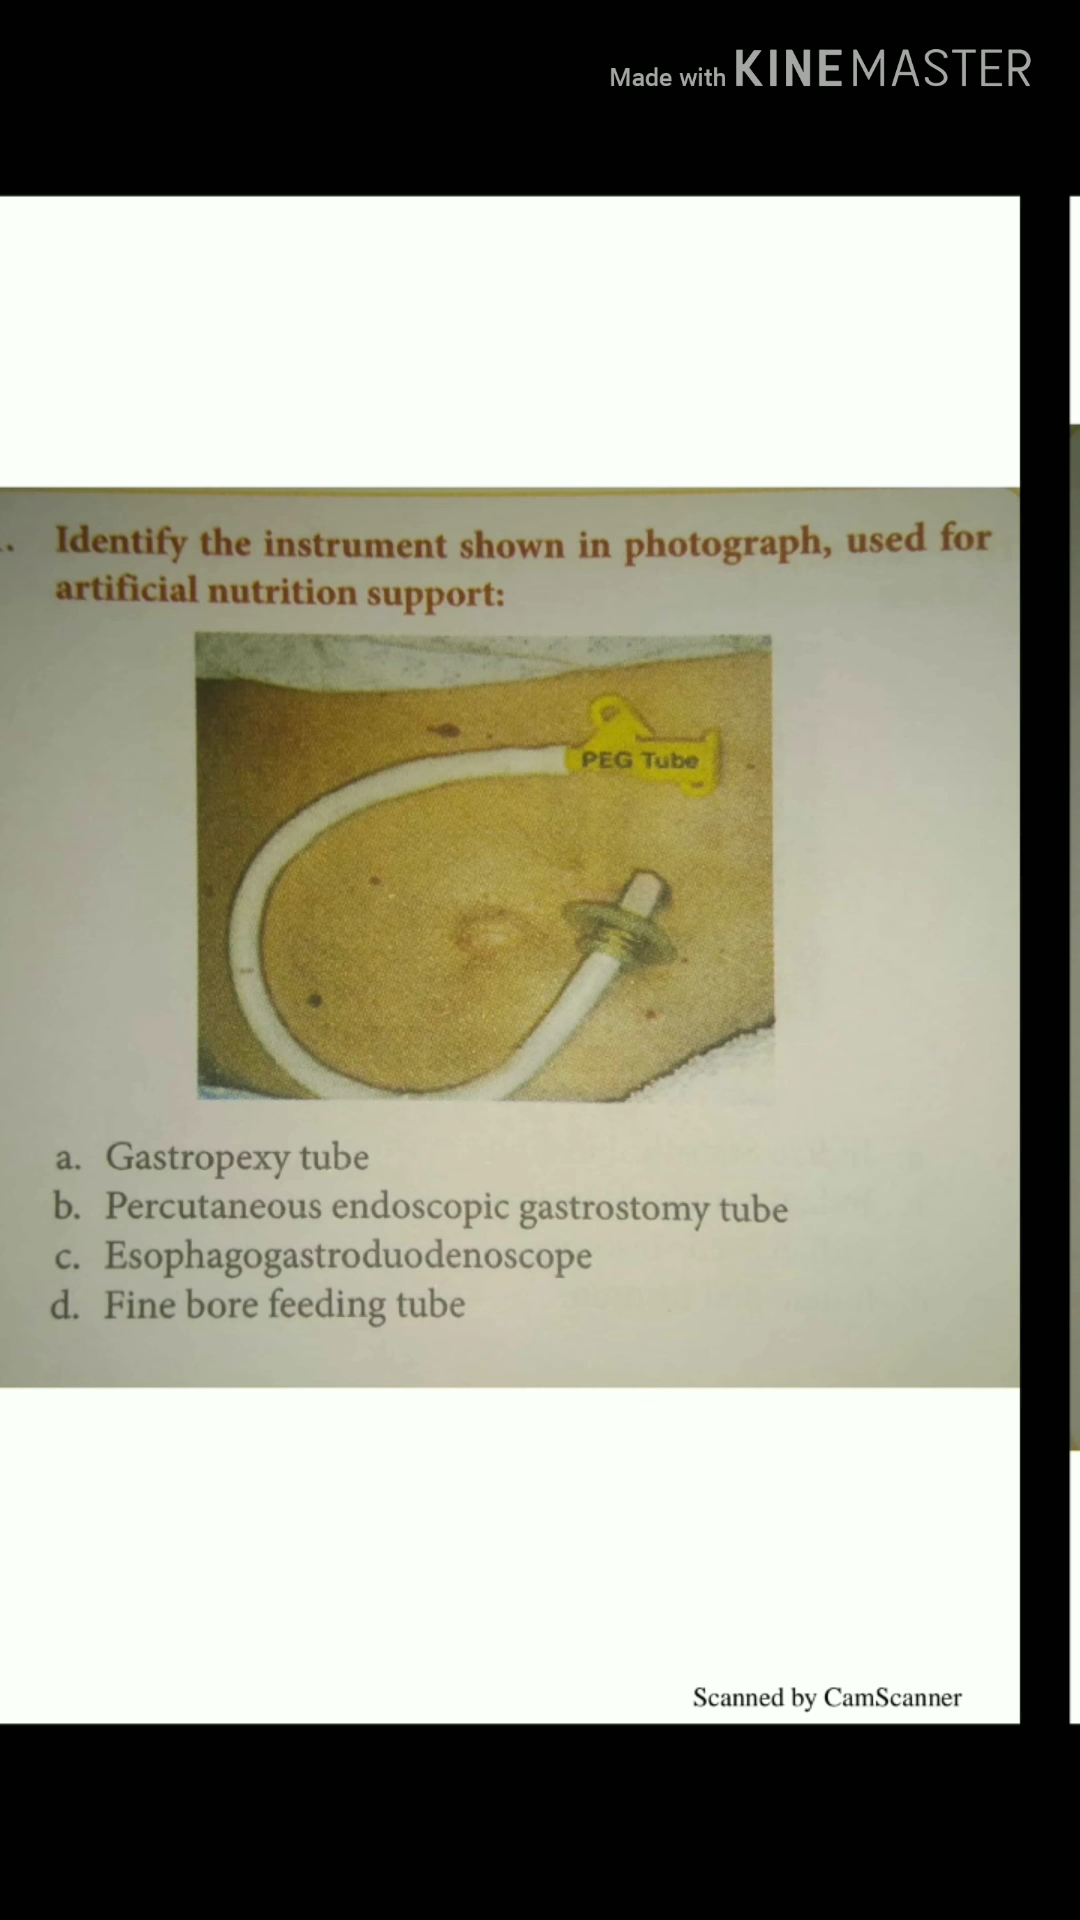 Made with KINEMASTER
. Identify the instrument shown in photograph, used for
artificial nutrition support:
PEG Tube
a. Gastropexy tube
b. Percutaneous endoscopic gastrostomy tube
c. Esophagogastroduodenoscope
d. Fine bore feeding tube
Scanned by CamScanner